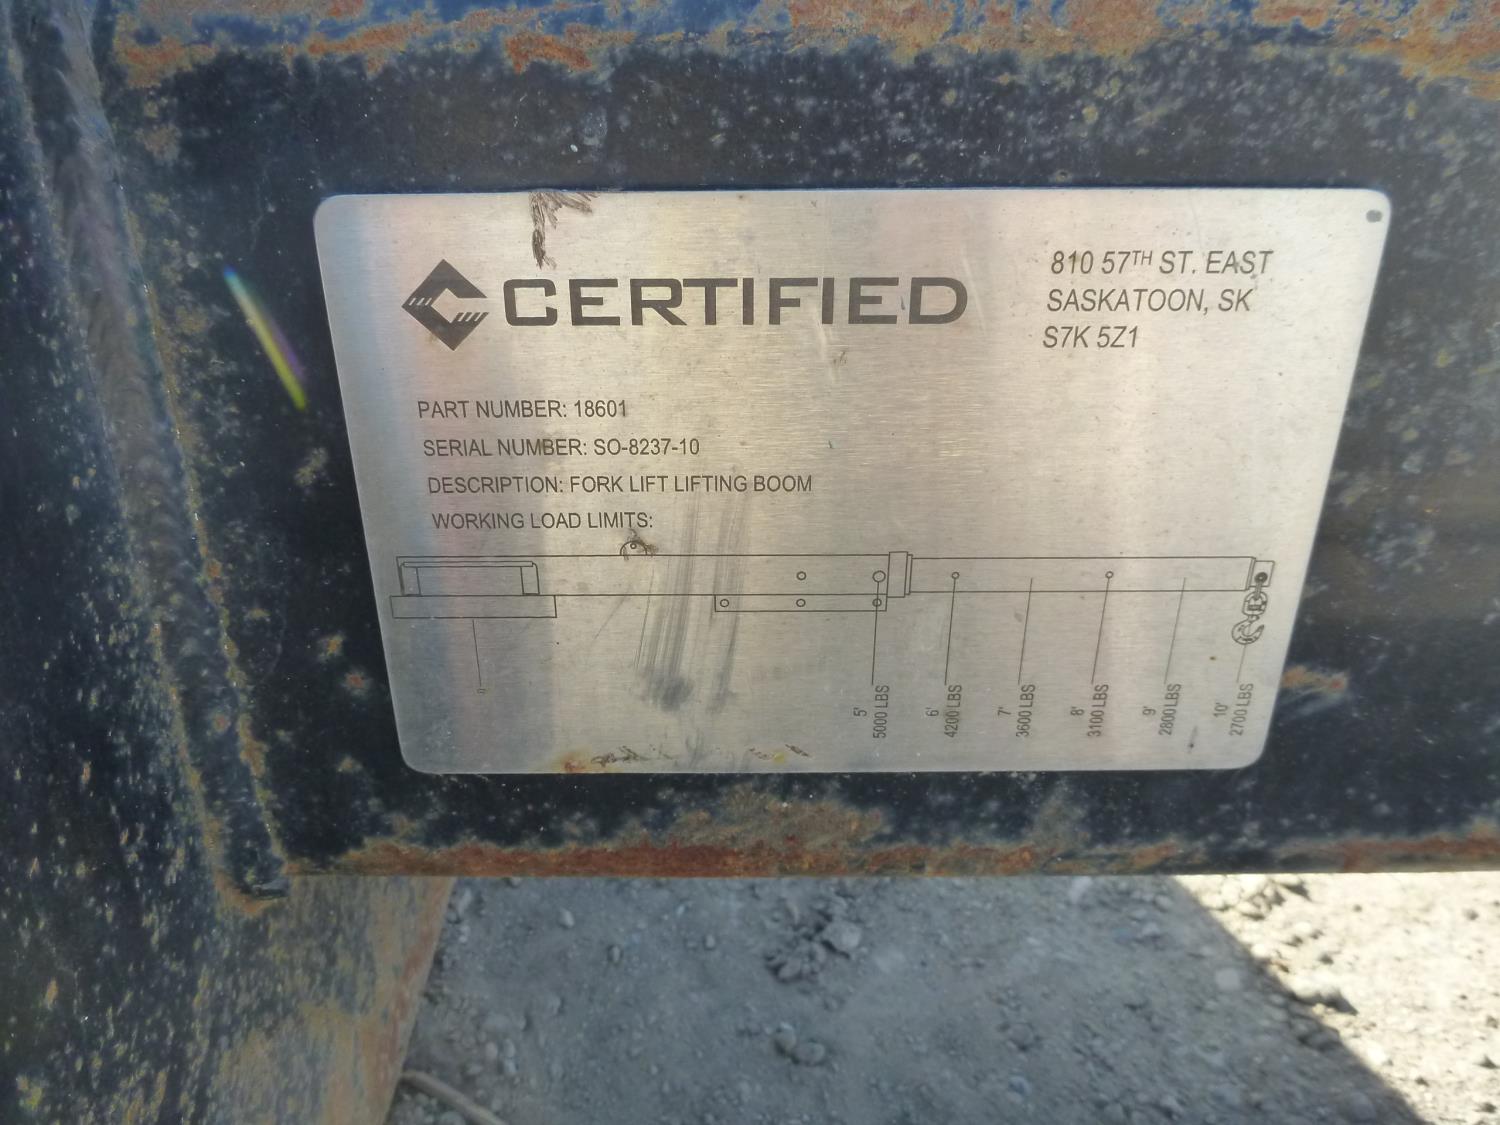 CERTIFIED
810 57TH ST. EAST
SASKATOON, SK
S7K 5Z1
PART NUMBER: 18601
SERIAL NUMBER: SO-8237-10
DESCRIPTION: FORK LIFT LIFTING BOOM
WORKING LOAD LIMITS:
5'
5000 LBS
6'
4200 LBS
7'
3600 LBS
8'
3100 LBS
9'
2800 LBS
10'
2700 LBS